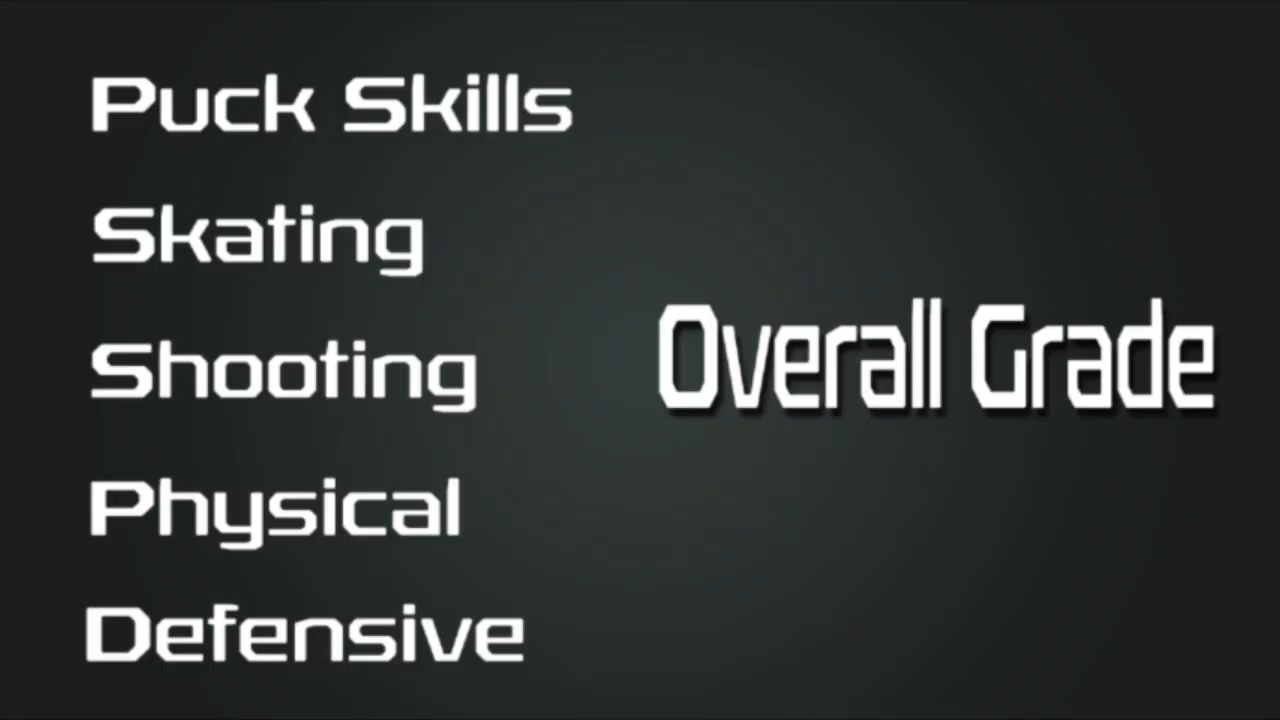 Puck Skills
Skating
Shooting
Overall Grade
Physical
Defensive